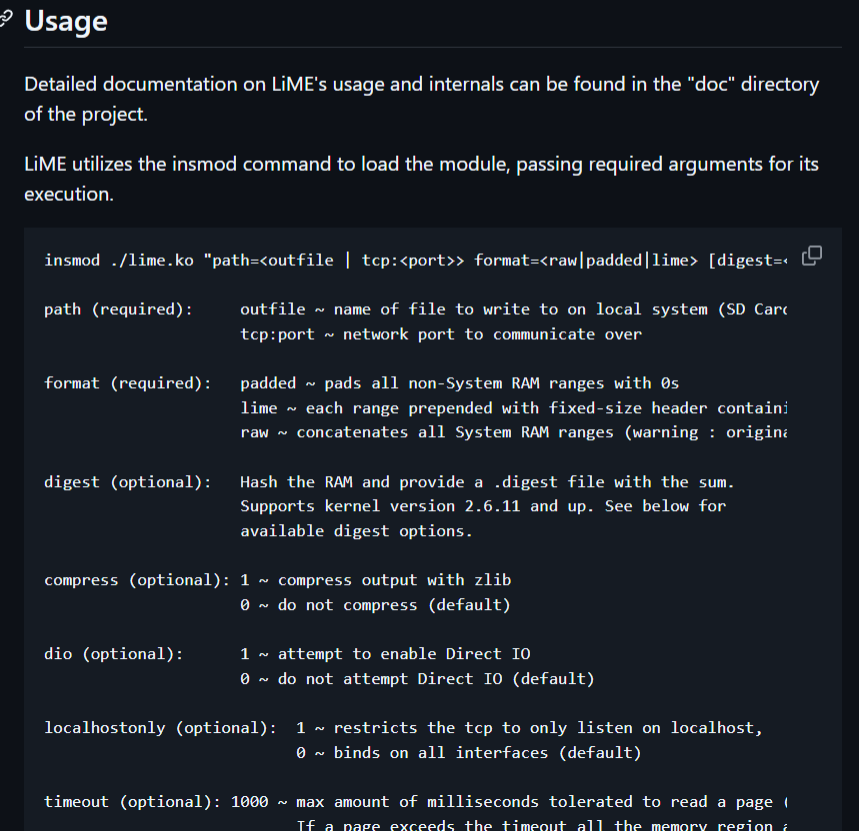 Usage
Detailed documentation on LiME's usage and internals can be found in the "doc" directory
of the project.
LiME utilizes the insmod command to load the module, passing required arguments for its
execution.
insmod ./lime.ko "path=<outfile | tcp:<port>> format=<raw|padded|lime> [digest=<
path (required):     outfile ~ name of file to write to on local system (SD Card
                     tcp:port ~ network port to communicate over
format (required):   padded ~ pads all non-System RAM ranges with 0s
                     lime ~ each range prepended with fixed-size header containi
                     raw ~ concatenates all System RAM ranges (warning : origina
digest (optional):   Hash the RAM and provide a .digest file with the sum.
                     Supports kernel version 2.6.11 and up. See below for
                     available digest options.
compress (optional): 1 ~ compress output with zlib
                     0 ~ do not compress (default)
dio (optional):      1 ~ attempt to enable Direct IO
                     0 ~ do not attempt Direct IO (default)
localhostonly (optional):  1 ~ restricts the tcp to only listen on localhost,
                           0 ~ binds on all interfaces (default)
timeout (optional): 1000 ~ max amount of milliseconds tolerated to read a page (
                           If a page exceeds the timeout all the memory region a